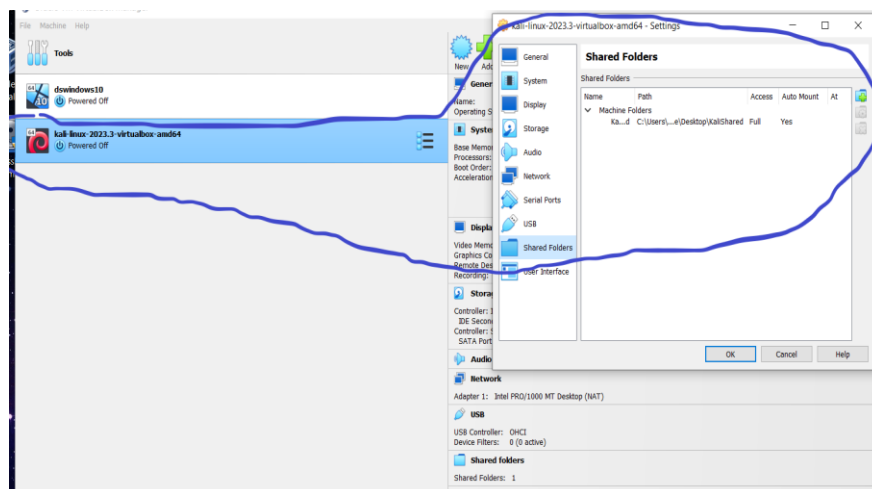 File Machine Help
Tools
dswindows10
Powered Off
kali-linux-2023.3-virtualbox-amd64
Powered Off
New
Name:
Operating S
Base Memo
Processors:
Boot Order:
Acceleration
Displa
Video Memo
Graphics Co
Remote Des
Recording:
Stora
Controller: I
IDE Secon
Controller: S
SATA Port
Audio
Network
Adapter 1: Intel PRO/1000 MT Desktop (NAT)
USB
USB Controller: OHCI
Device Filters: 0 (0 active)
Shared folders
Shared Folders: 1
kali-linux-2023.3-virtualbox-amd64 - Settings
General
System
Display
Storage
Audio
Network
Serial Ports
USB
Shared Folders
User Interface
Shared Folders
Shared Folders
Name Path Access Auto Mount At
Machine Folders
Ka...d C:\Users\,...e\Desktop\KaliShared Full Yes
OK Cancel Help